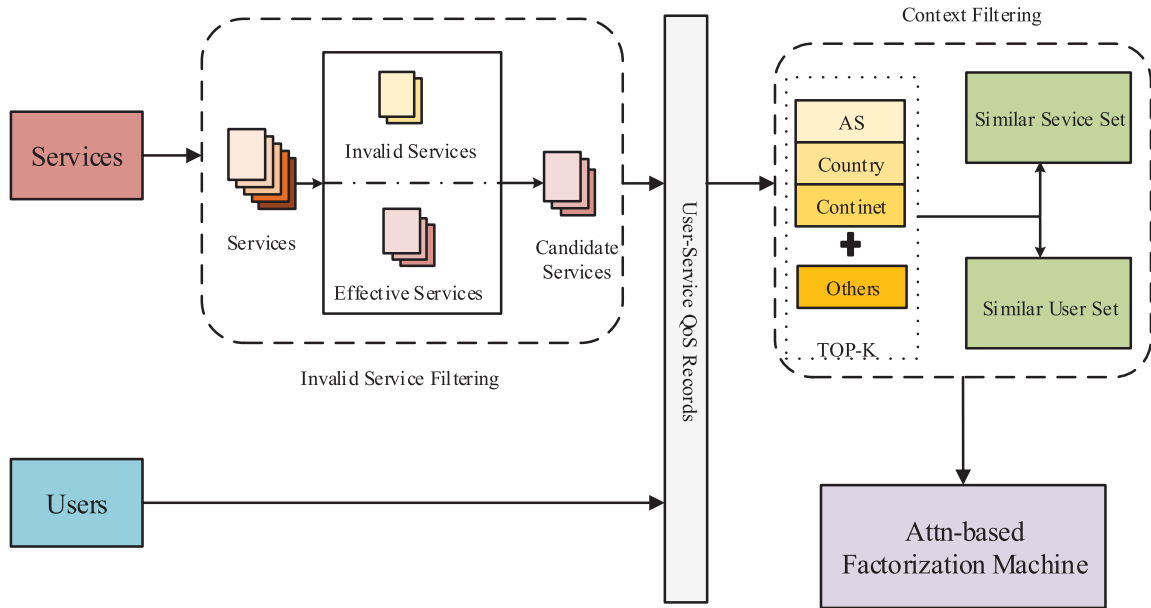 Services
Services
Invalid Services
Effective Services
Candidate
Services
Invalid Service Filtering
Users
User-Service QoS Records
Context Filtering
AS
Country
Continet
Others
TOP-K
Similar Sevice Set
Similar User Set
Attn-based
Factorization Machine